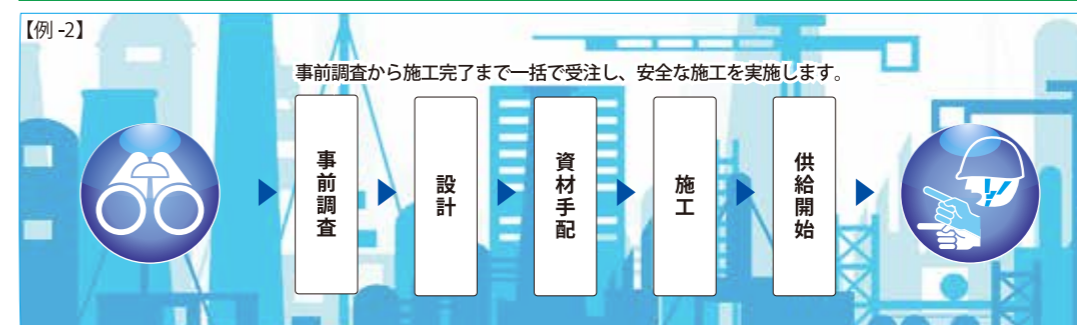 【例 -2】
事前調査から施工完了まで一括で受注し、安全な施工を実施します。
事前調査
設計
資材手配
施工
供給開始